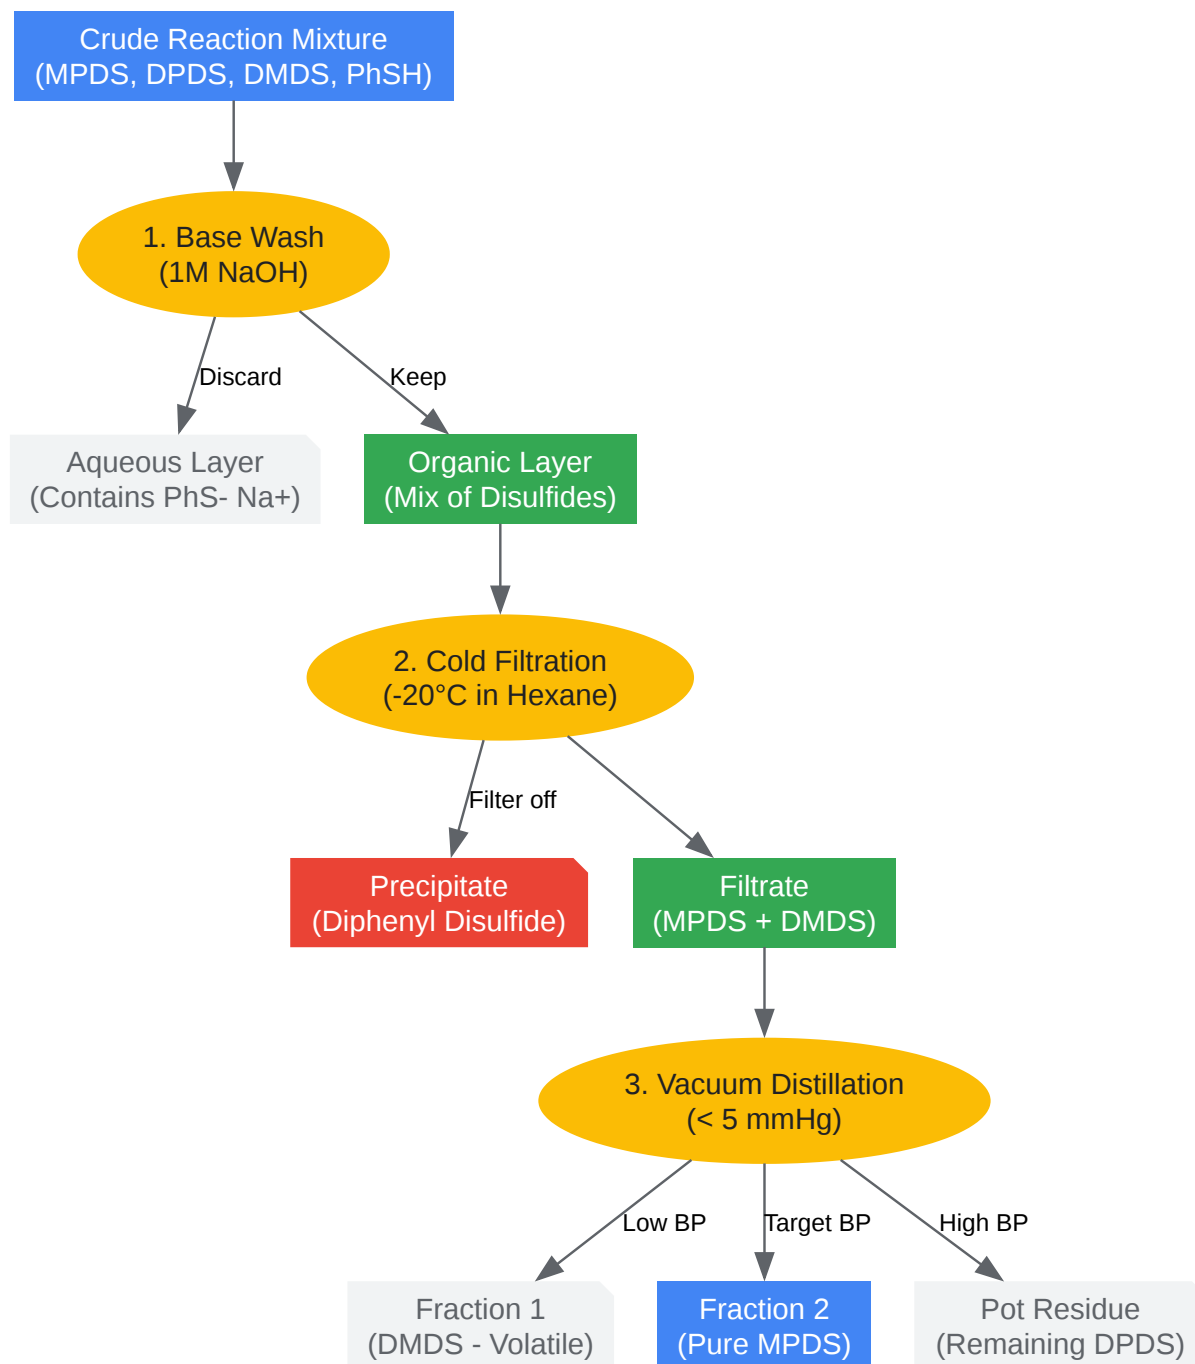 Crude Reaction Mixture
(MPDS, DPDS, DMDS, PhSH)
1. Base Wash
(1M NaOH)
Discard
Keep
Aqueous Layer
(Contains PhS- Na+)
Organic Layer
(Mix of Disulfides)
2. Cold Filtration
(-20°C in Hexane)
Filter off
Precipitate
(Diphenyl Disulfide)
Filtrate
(MPDS + DMDS)
3. Vacuum Distillation
(< 5 mmHg)
Low BP
Target BP
High BP
Fraction 1
(DMDS - Volatile)
Fraction 2
(Pure MPDS)
Pot Residue
(Remaining DPDS)